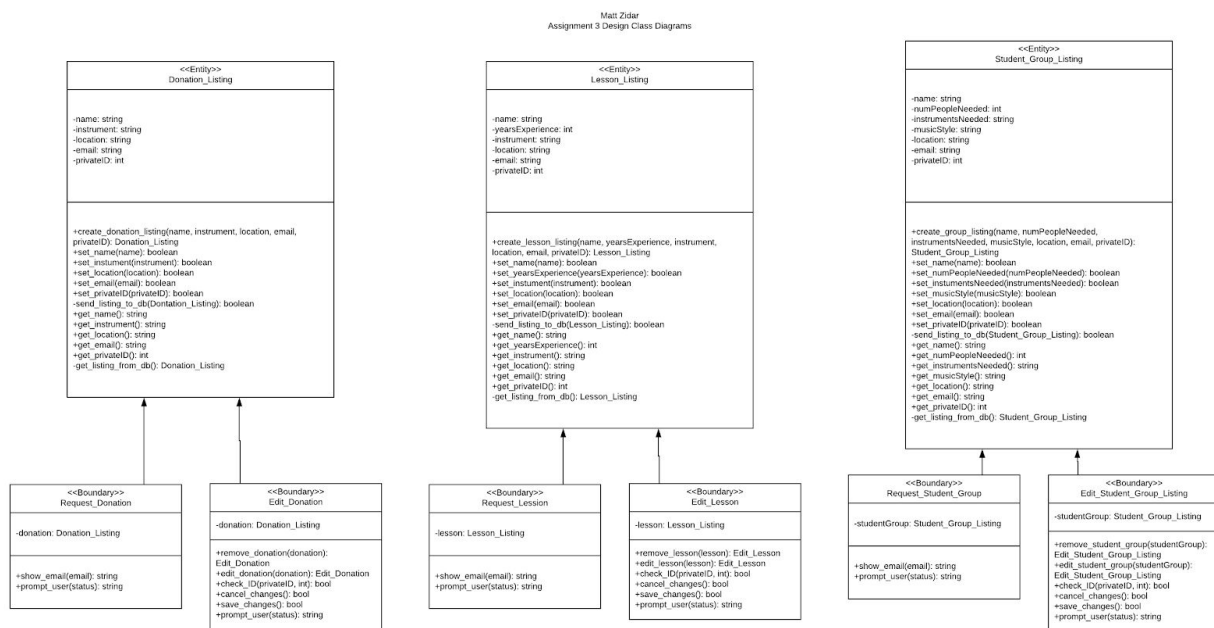 Matt Zidar
Assignment 3 Design Class Diagrams
<<Entity>>
Donation_Listing
-name: string
-instrument: string
-location: string
-email: string
-privateID: int
+create_donation_listing(name, instrument, location, email,
privateID): Donation_Listing
+set_name(name): boolean
+set_instument(instrument): boolean
+set_location(location): boolean
+set_email(email): boolean
+set_privateID(privateID): boolean
-send_listing_to_db(Dontation_Listing): boolean
+get_name(): string
+get_instrument(): string
+get_location(): string
+get_email(): string
+get_privateID(): int
-get_listing_from_db(): Donation_Listing
<<Entity>>
Lesson_Listing
-name: string
-yearsExperience: int
-instrument: string
-location: string
-email: string
-privateID: int
+create_lesson_listing(name, yearsExperience, instrument,
location, email, privateID): Lesson_Listing
+set_name(name): boolean
+set_yearsExperience(yearsExperience): boolean
+set_instument(instrument): boolean
+set_location(location): boolean
+set_email(email): boolean
+set_privateID(privateID): boolean
-send_listing_to_db(Lesson_Listing): boolean
+get_name(): string
+get_yearsExperience(): int
+get_instrument(): string
+get_location(): string
+get_email(): string
+get_privateID(): int
-get_listing_from_db(): Lesson_Listing
<<Entity>>
Student_Group_Listing
-name: string
-numPeopleNeeded: int
-instrumentsNeeded: string
-musicStyle: string
-location: string
-email: string
-privateID: int
+create_group_listing(name, numPeopleNeeded,
instrumentsNeeded, musicStyle, location, email, privateID):
Student_Group_Listing
+set_name(name): boolean
+set_numPeopleNeeded(numPeopleNeeded): boolean
+set_instumentsNeeded(instrumentsNeeded): boolean
+set_musicStyle(musicStyle): boolean
+set_location(location): boolean
+set_email(email): boolean
+set_privateID(privateID): boolean
-send_listing_to_db(Student_Group_Listing): boolean
+get_name(): string
+get_numPeopleNeeded(): int
+get_instrumentsNeeded(): string
+get_musicStyle(): string
+get_location(): string
+get_email(): string
+get_privateID(): int
-get_listing_from_db(): Student_Group_Listing
<<Boundary>>
Request_Donation
-donation: Donation_Listing
+show_email(email): string
+prompt_user(status): string
<<Boundary>>
Edit_Donation
-donation: Donation_Listing
+remove_donation(donation):
Edit_Donation
+edit_donation(donation): Edit_Donation
+check_ID(privateID, int): bool
+cancel_changes(): bool
+save_changes(): bool
+prompt_user(status): string
<<Boundary>>
Request_Lession
-lesson: Lesson_Listing
+show_email(email): string
+prompt_user(status): string
<<Boundary>>
Edit_Lesson
-lesson: Lesson_Listing
+remove_lesson(lesson): Edit_Lesson
+edit_lesson(lesson): Edit_Lesson
+check_ID(privateID, int): bool
+cancel_changes(): bool
+save_changes(): bool
+prompt_user(status): string
<<Boundary>>
Request_Student_Group
-studentGroup: Student_Group_Listing
+show_email(email): string
+prompt_user(status): string
<<Boundary>>
Edit_Student_Group_Listing
-studentGroup: Student_Group_Listing
+remove_student_group(studentGroup):
Edit_Student_Group_Listing
+edit_student_group(studentGroup):
Edit_Student_Group_Listing
+check_ID(privateID, int): bool
+cancel_changes(): bool
+save_changes(): bool
+prompt_user(status): string